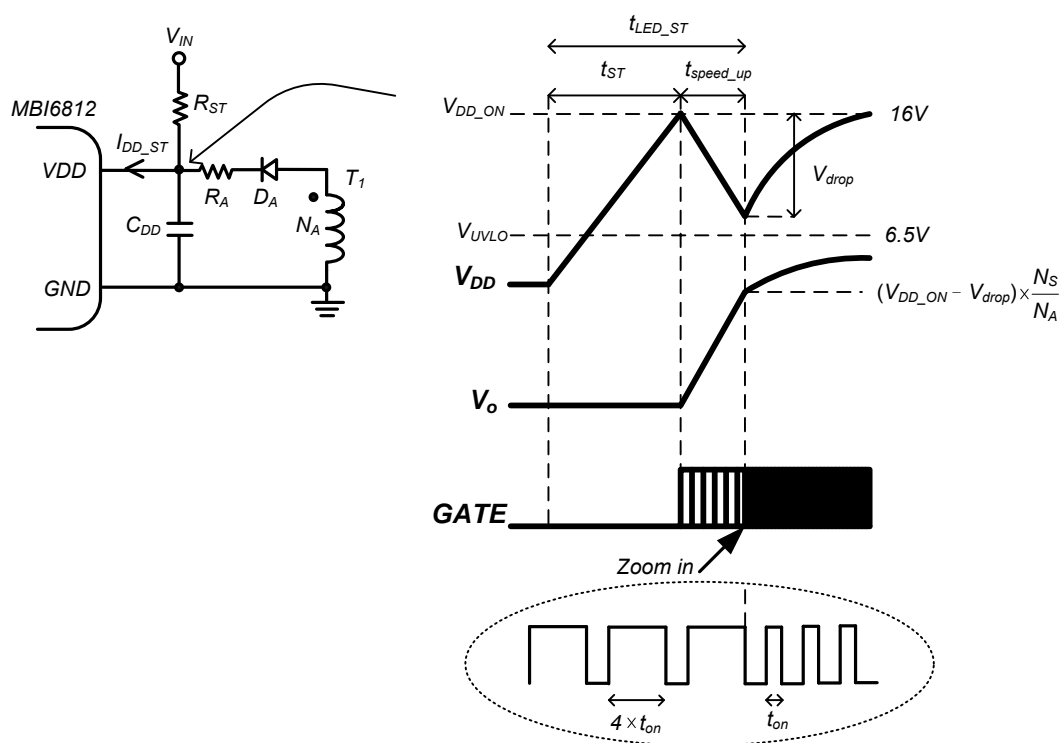 V_IN
MBI6812
R_ST
I_DD_ST
VDD
R_A
D_A
T_1
N_A
C_DD
GND
t_LED_ST
t_ST
t_speed_up
V_DD_ON
16V
V_drop
V_UVLO
6.5V
V_DD
(V_DD_ON − V_drop) × N_S/N_A
V_o
GATE
Zoom in
4 × t_on
t_on